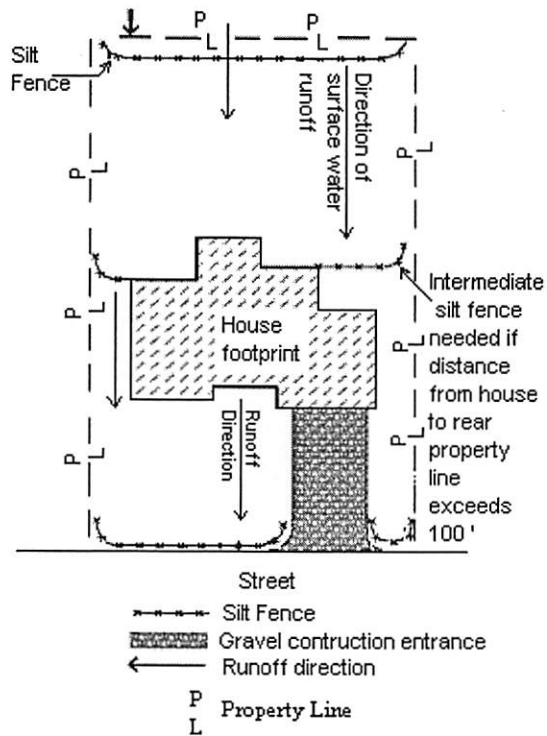 P
L
P
L
Silt
Fence
Direction of
surface water
runoff
P
L
P
L
Intermediate
silt fence
needed if
distance
from house
to rear
property
line
exceeds
100 '
P
L
P
L
House
footprint
Runoff
Direction
P
L
P
L
Street
Silt Fence
Gravel contruction entrance
Runoff direction
P
L
Property Line